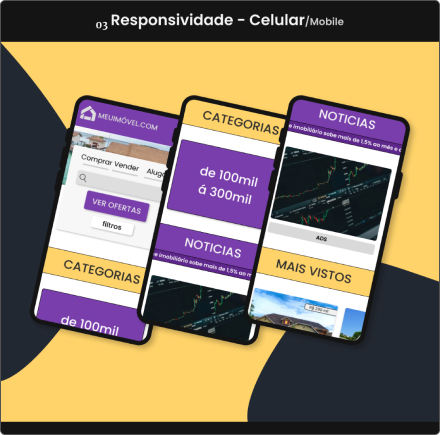 03 Responsividade - Celular/Mobile
MEUIMÓVEL.COM
Comprar Vender Alug
VER OFERTAS
filtros
CATEGORIAS
de 100mil
CATEGORIAS
de 100mil
á 300mil
NOTICIAS
imobiliário sobe mais de 1,5% ao m
NOTICIAS
e imobiliário sobe mais de 1,5% ao mês e
ADS
MAIS VISTOS